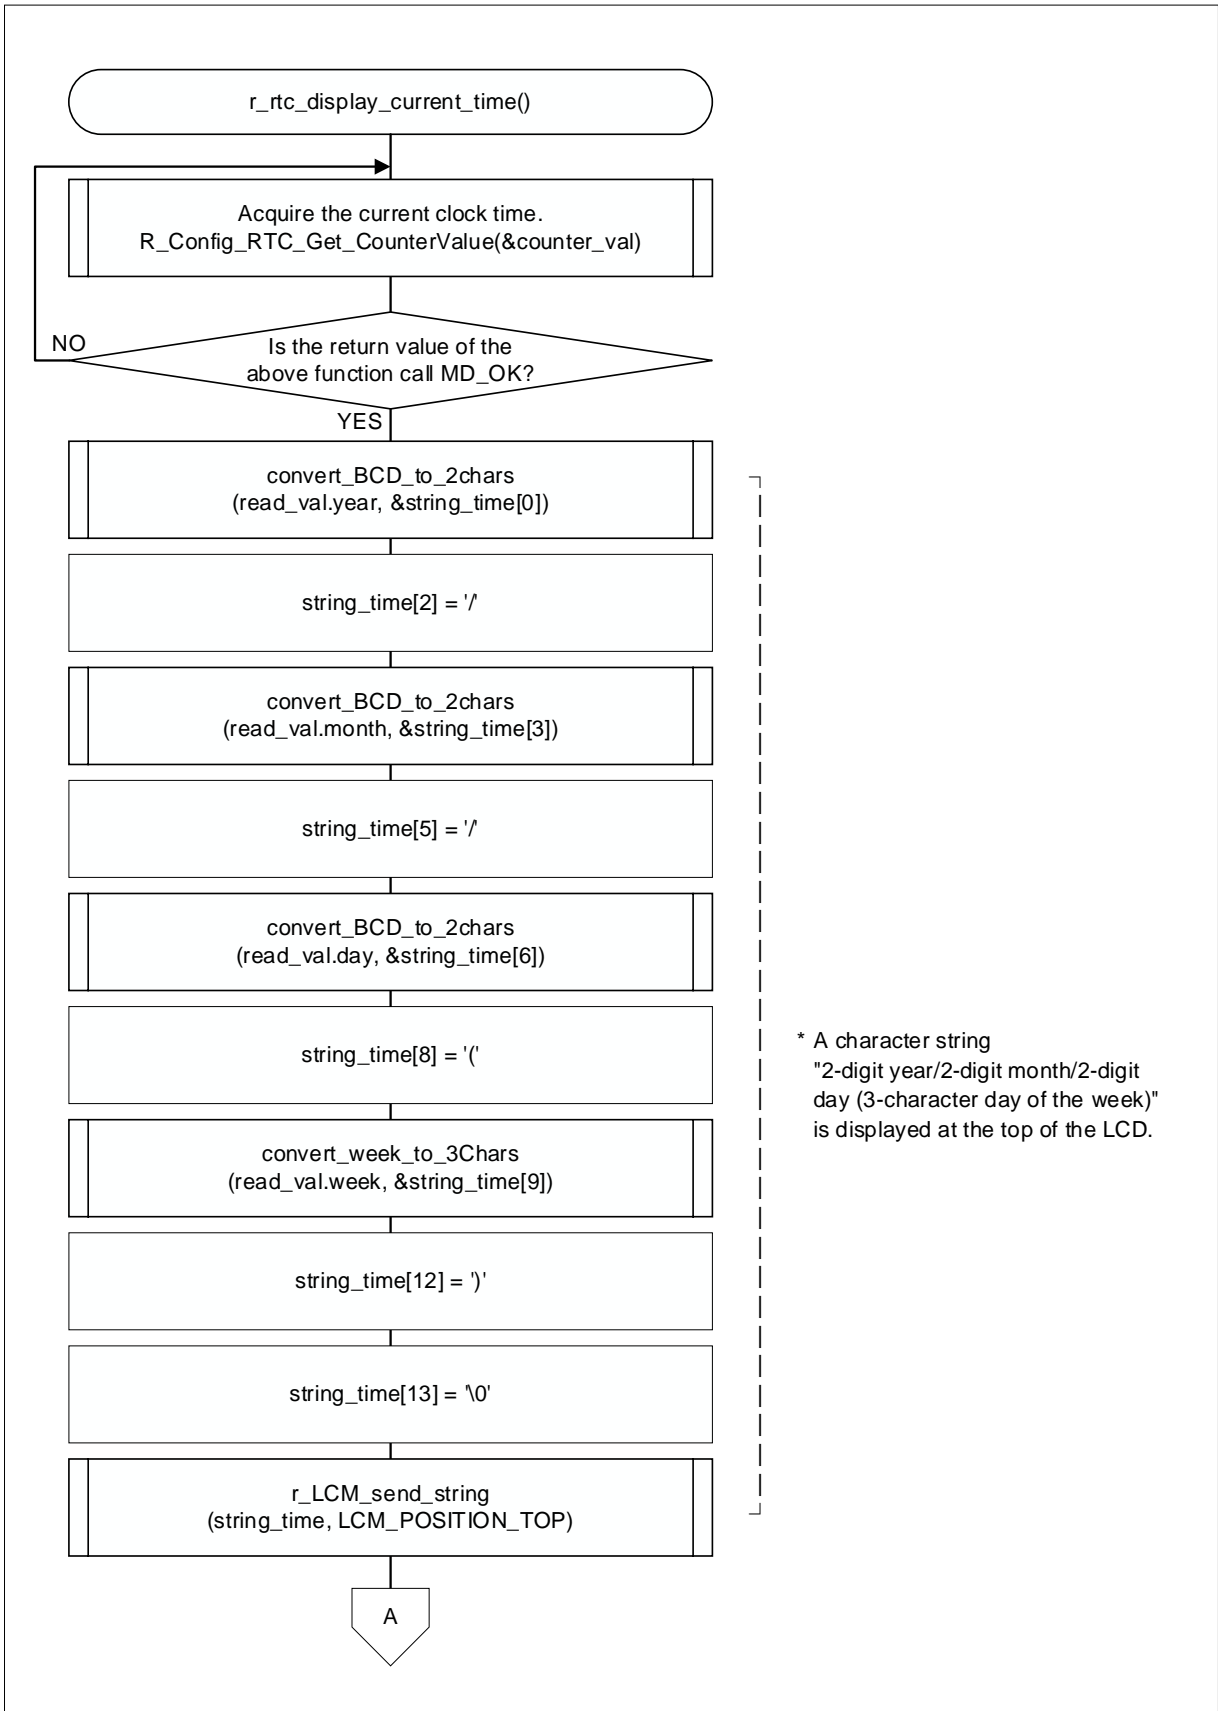 r_rtc_display_current_time()
Acquire the current clock time.
R_Config_RTC_Get_CounterValue(&counter_val)
Is the return value of the
above function call MD_OK?
NO
YES
convert_BCD_to_2chars
(read_val.year, &string_time[0])
string_time[2] = '/'
convert_BCD_to_2chars
(read_val.month, &string_time[3])
string_time[5] = '/'
convert_BCD_to_2chars
(read_val.day, &string_time[6])
string_time[8] = '('
convert_week_to_3Chars
(read_val.week, &string_time[9])
string_time[12] = ')'
string_time[13] = '\0'
r_LCM_send_string
(string_time, LCM_POSITION_TOP)
A
* A character string
"2-digit year/2-digit month/2-digit
day (3-character day of the week)"
is displayed at the top of the LCD.